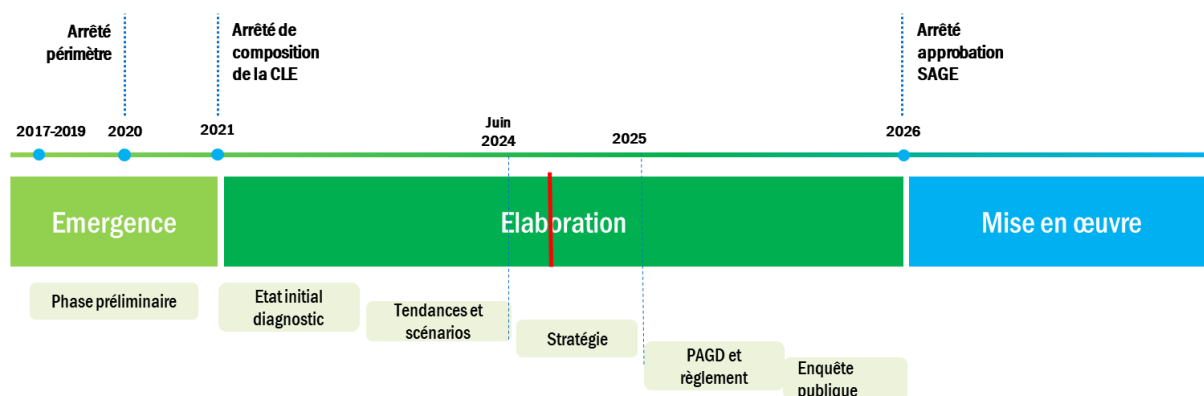 Arrêté
périmètre
Arrêté de
composition
de la CLE
Arrêté
approbation
SAGE
2017-2019
2020
2021
Juin
2024
2025
2026
Emergence
Elaboration
Mise en œuvre
Phase préliminaire
Etat initial
diagnostic
Tendances et
scénarios
Stratégie
PAGD et
règlement
Enquête
publique